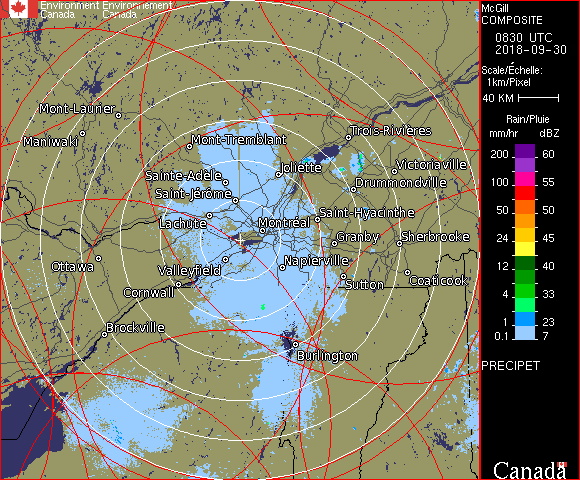 Environment Environnement
Canada Canada
McGill
COMPOSITE
0830 UTC
2018-09-30
Scale/Échelle:
1km/Pixel
40 KM
Rain/Pluie
mm/hr dBZ
200 60
100 55
50 50
24 45
12 40
4 33
1 23
0.1 7
PRECIPET
Canada
Mont-Laurier
Maniwaki
Mont-Tremblant
Trois-Rivières
Joliette
Victoriaville
Sainte-Adèle
Drummondville
Saint-Jérôme
Lachute
Saint-Hyacinthe
Montréal
Granby
Sherbrooke
Ottawa
Valleyfield
Napierville
Cornwall
Sutton
Coaticook
Brockville
Burlington